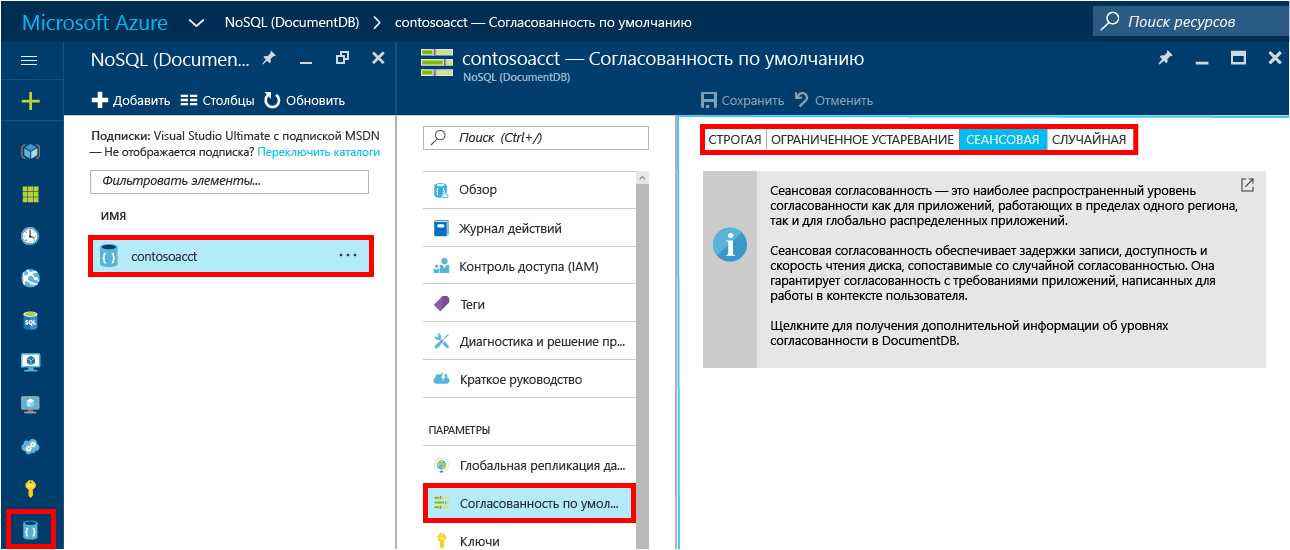 Microsoft Azure NoSQL (DocumentDB) > contosoacct — Согласованность по умолчанию
Поиск ресурсов
NoSQL (Documen...
Добавить Столбцы Обновить
Подписки: Visual Studio Ultimate с подпиской MSDN
— Не отображается подписка? Переключить каталоги
Фильтровать элементы...
ИМЯ
contosoacct ...
contosoacct — Согласованность по умолчанию
NoSQL (DocumentDB)
Поиск (Ctrl+/)
Обзор
Журнал действий
Контроль доступа (IAM)
Теги
Диагностика и решение пр...
Краткое руководство
ПАРАМЕТРЫ
Глобальная репликация да...
Согласованность по умол...
Ключи
Сохранить Отменить
СТРОГАЯ ОГРАНИЧЕННОЕ УСТАРЕВАНИЕ СЕАНСОВАЯ СЛУЧАЙНАЯ
Сеансовая согласованность — это наиболее распространенный уровень
согласованности как для приложений, работающих в пределах одного региона,
так и для глобально распределенных приложений.
Сеансовая согласованность обеспечивает задержки записи, доступность и
скорость чтения диска, сопоставимые со случайной согласованностью. Она
гарантирует согласованность с требованиями приложений, написанных для
работы в контексте пользователя.
Щелкните для получения дополнительной информации об уровнях
согласованности в DocumentDB.
SQL